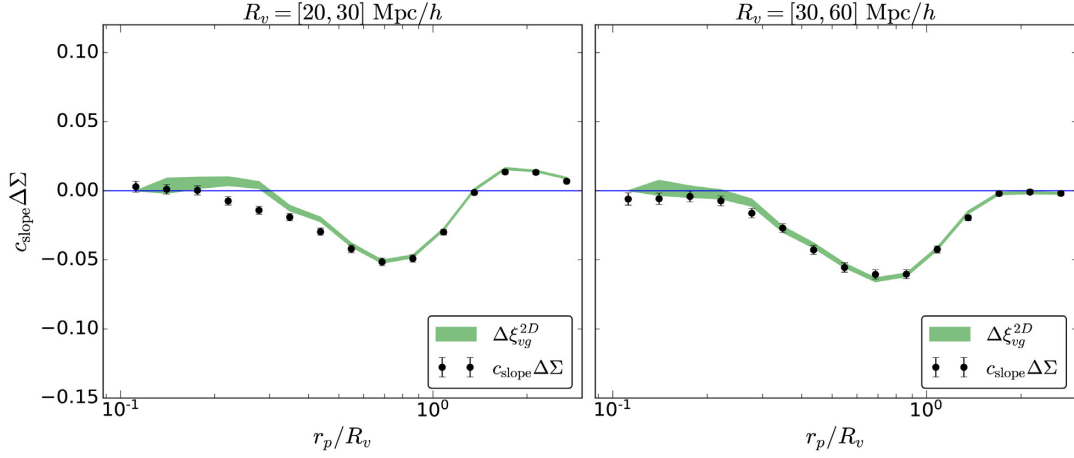 R_v = [20, 30] Mpc/h
R_v = [30, 60] Mpc/h
0.10
0.05
0.00
−0.05
−0.10
−0.15
c_slope ΔΣ
Δξ_vg^2D
c_slope ΔΣ
Δξ_vg^2D
c_slope ΔΣ
10^-1
10^0
10^-1
10^0
r_p/R_v
r_p/R_v